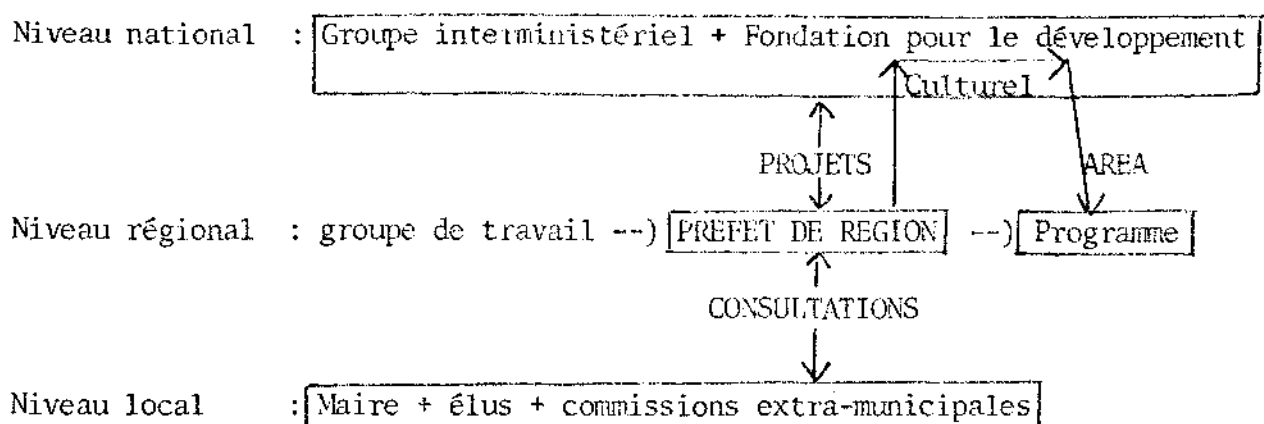 Niveau national : Groupe interministériel + Fondation pour le développement
Culturel
PROJETS AREA
Niveau régional : groupe de travail --) PREFET DE REGION --) Programme
CONSULTATIONS
Niveau local : Maire + élus + commissions extra-municipales